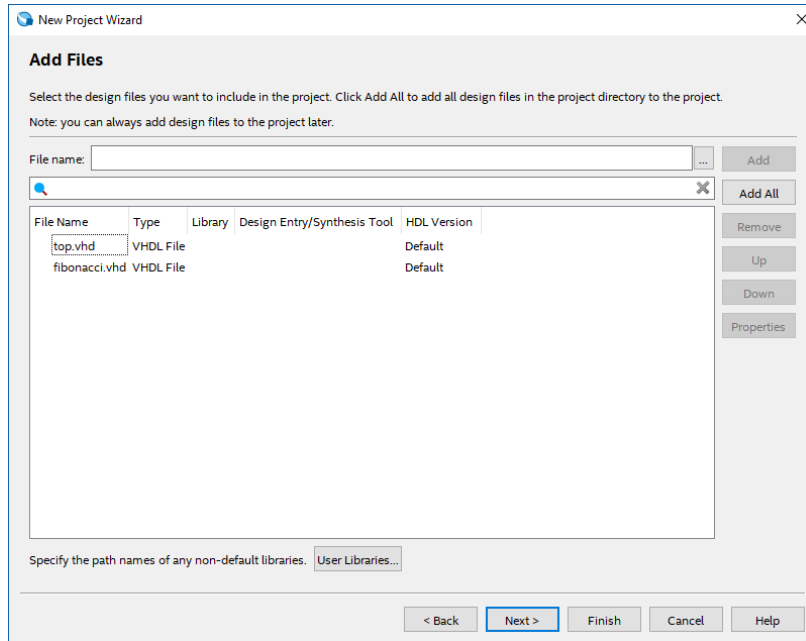 New Project Wizard
Add Files
Select the design files you want to include in the project. Click Add All to add all design files in the project directory to the project.
Note: you can always add design files to the project later.
File name: ... Add
Add All
File Name Type Library Design Entry/Synthesis Tool HDL Version
Remove
top.vhd VHDL File Default
Up
fibonacci.vhd VHDL File Default
Down
Properties
Specify the path names of any non-default libraries. User Libraries...
< Back Next > Finish Cancel Help